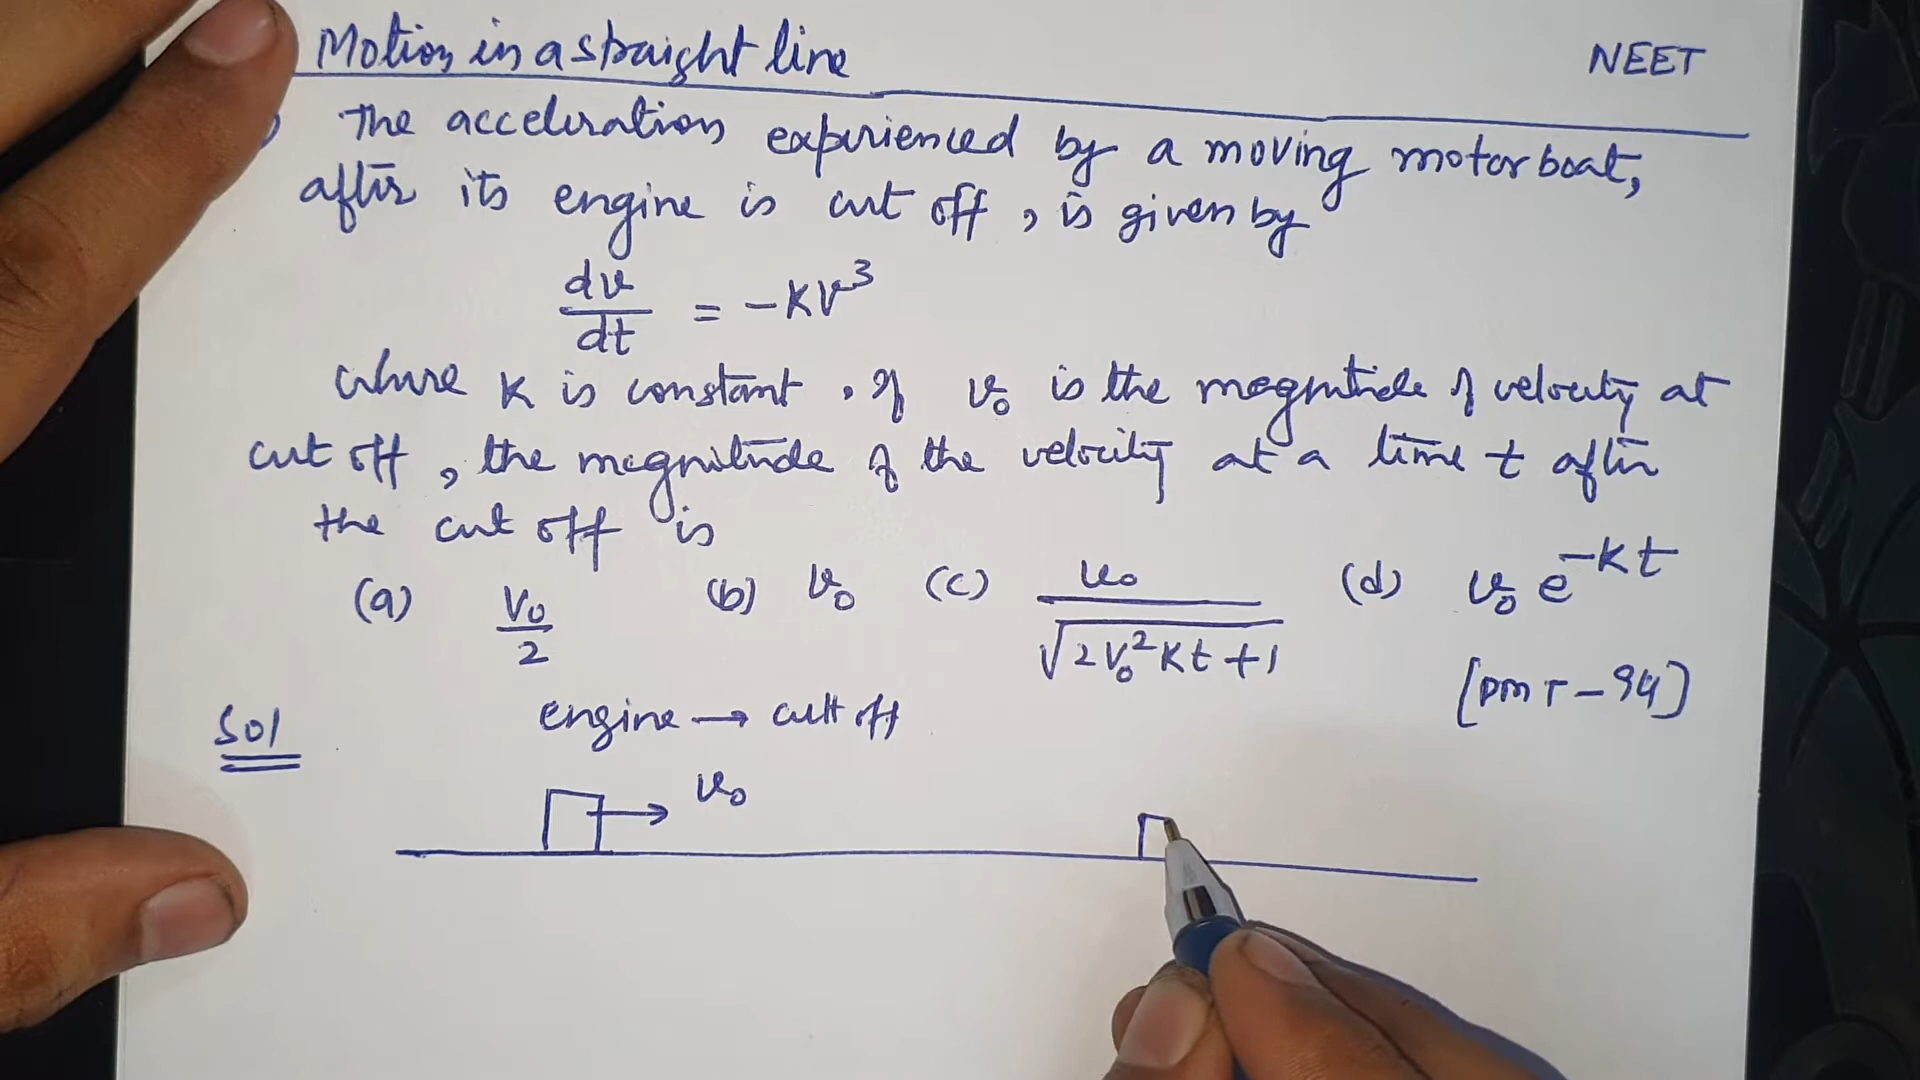 Motion in a straight line
NEET
The acceleration experienced by a moving motor boat,
after its engine is cut off, is given by
dv/dt = -KV³
where K is constant. If v₀ is the magnitude of velocity at
cut off, the magnitude of the velocity at a time t after
the cut off is
(a) V₀/2 (b) v₀ (c) v₀/√(2V₀²Kt+1) (d) v₀ e^(-Kt)
[PMT-94]
Sol
engine → cutt off
v₀